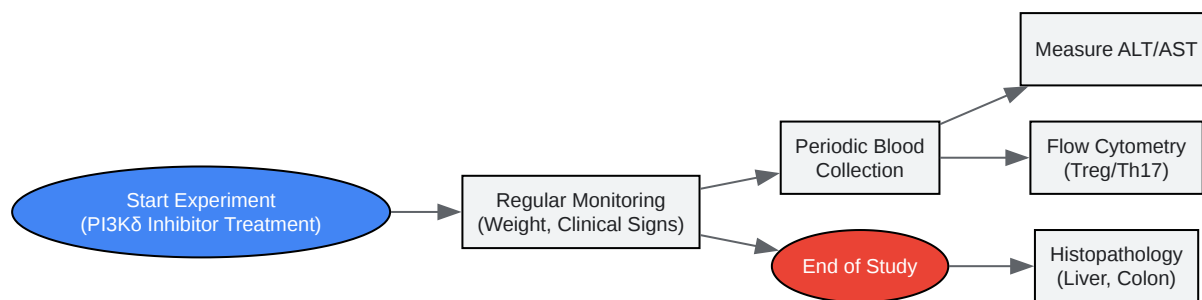 Start Experiment
(PI3Kδ Inhibitor Treatment)
Regular Monitoring
(Weight, Clinical Signs)
Periodic Blood
Collection
Measure ALT/AST
Flow Cytometry
(Treg/Th17)
End of Study
Histopathology
(Liver, Colon)